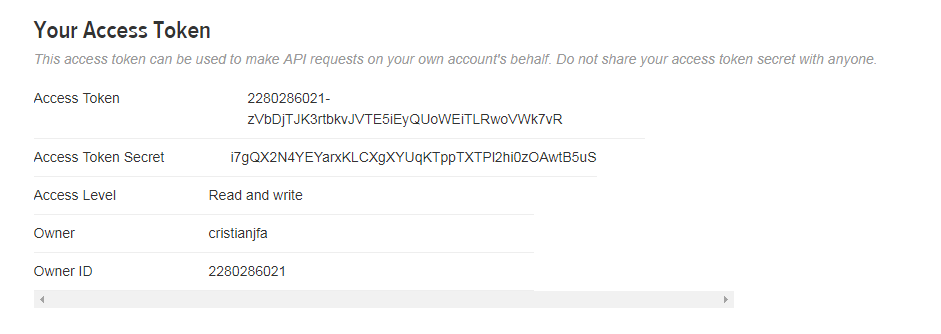 Your Access Token
This access token can be used to make API requests on your own account's behalf. Do not share your access token secret with anyone.
Access Token 2280286021-
zVbDjTJK3rtbkvJVTE5iEyQUoWEiTLRwoVWk7vR
Access Token Secret
Access Level Read and write
Owner cristianjfa
Owner ID 2280286021